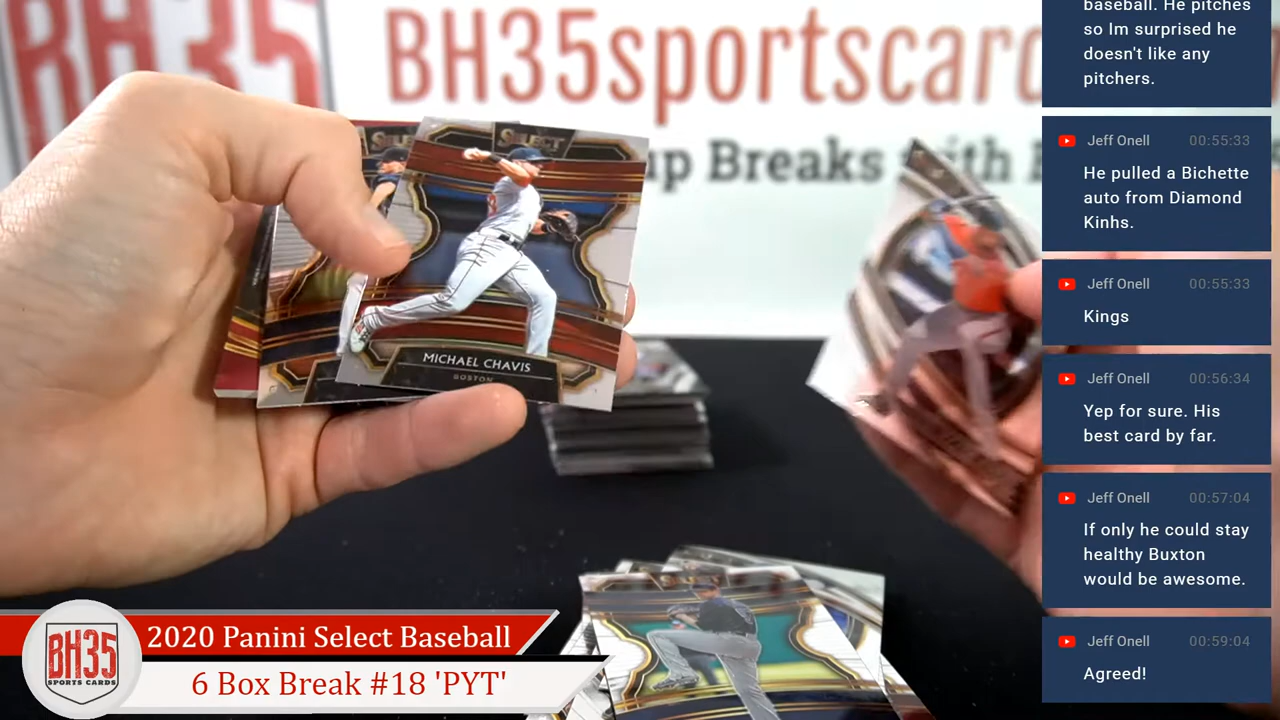 BH35
BH35sportscard
up Breaks with
SELECT
MICHAEL CHAVIS
BOSTON
SELECT
BH35
SPORTS CARDS
2020 Panini Select Baseball
6 Box Break #18 'PYT'
baseball. He pitches
so Im surprised he
doesn't like any
pitchers.
Jeff Onell 00:55:33
He pulled a Bichette
auto from Diamond
Kinhs.
Jeff Onell 00:55:33
Kings
Jeff Onell 00:56:34
Yep for sure. His
best card by far.
Jeff Onell 00:57:04
If only he could stay
healthy Buxton
would be awesome.
Jeff Onell 00:59:04
Agreed!